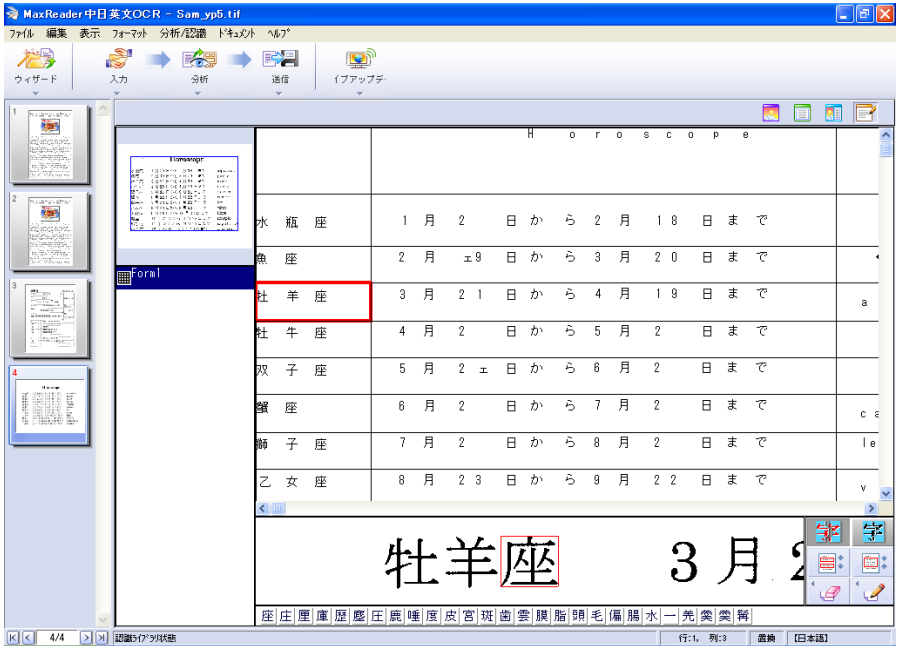 MaxReader中日英文OCR - Sam_yp5.tif
ファイル 編集 表示 フォーマット 分析/認識 ドキュメント ヘルプ
ウィザード 入力 分析 送信 イブアップデ-
1
2
3
4
Horoscope
Form1
Horoscope
水瓶座 1月2 日から2月18日まで
魚座 2月ェ9日から3月20日まで
牡羊座 3月21日から4月19日まで a
牡牛座 4月2 日から5月2 日まで
双子座 5月2ェ日から6月2 日まで
蟹座 6月2 日から7月2 日まで ca
獅子座 7月2 日から8月2 日まで le
乙女座 8月23日から9月22日まで v
牡羊座 3月2
字 字
座庄厘庫歴塵圧鹿唾度皮宮斑歯雲膜脂頭毛偏腸水一羌
4/4 認識ライブラリ状態 行:1, 列:3 置換 【日本語】